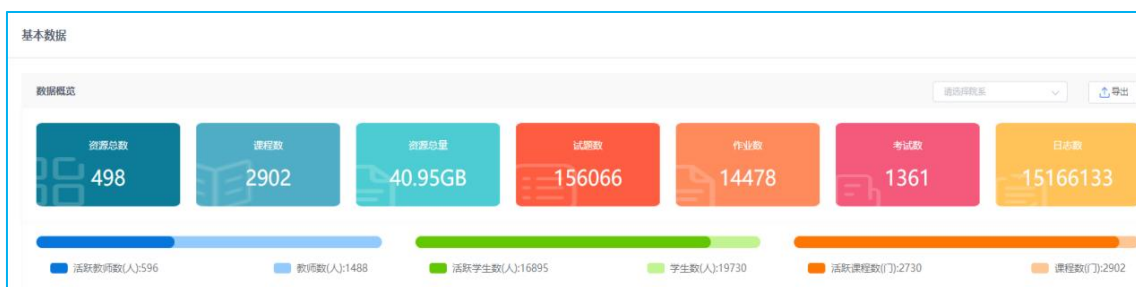 基本数据
数据概览
请选择院系
导出
资源总数
课程数
资源总量
试题数
作业数
考试数
日志数
498
2902
40.95GB
156066
14478
1361
15166133
活跃教师数(人):596
教师数(人):1488
活跃学生数(人):16895
学生数(人):19730
活跃课程数(门):2730
课程数(门):2902